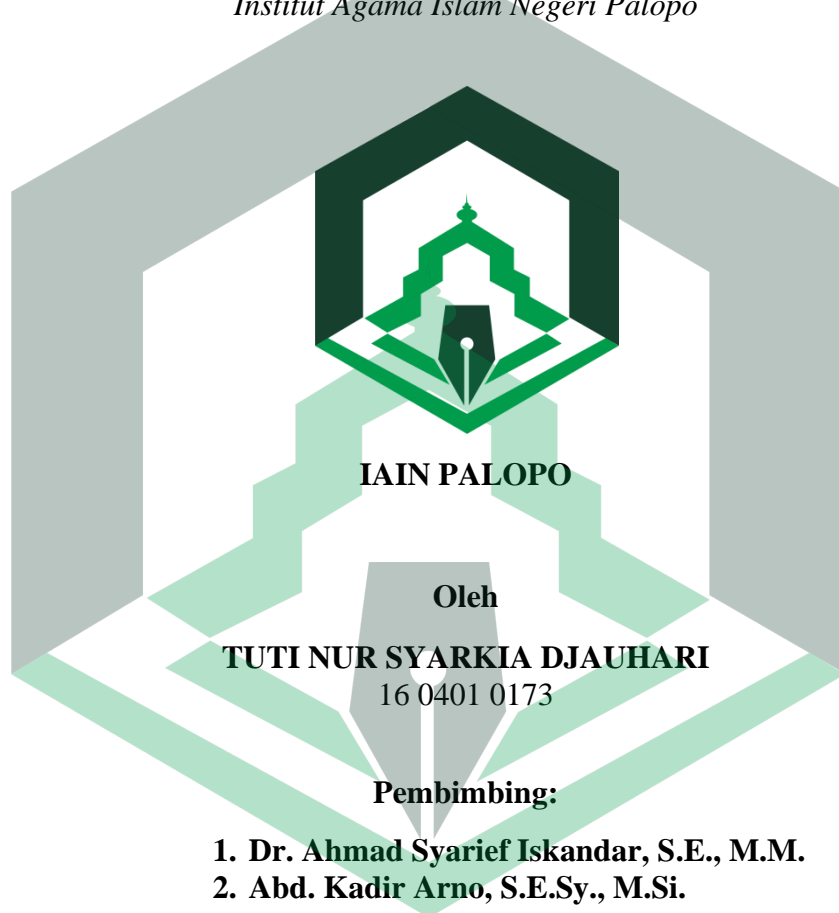 Institut Agama Islam Negeri Palopo
IAIN PALOPO
Oleh
TUTI NUR SYARKIA DJAUHARI
16 0401 0173
Pembimbing:
1. Dr. Ahmad Syarief Iskandar, S.E., M.M.
2. Abd. Kadir Arno, S.E.Sy., M.Si.